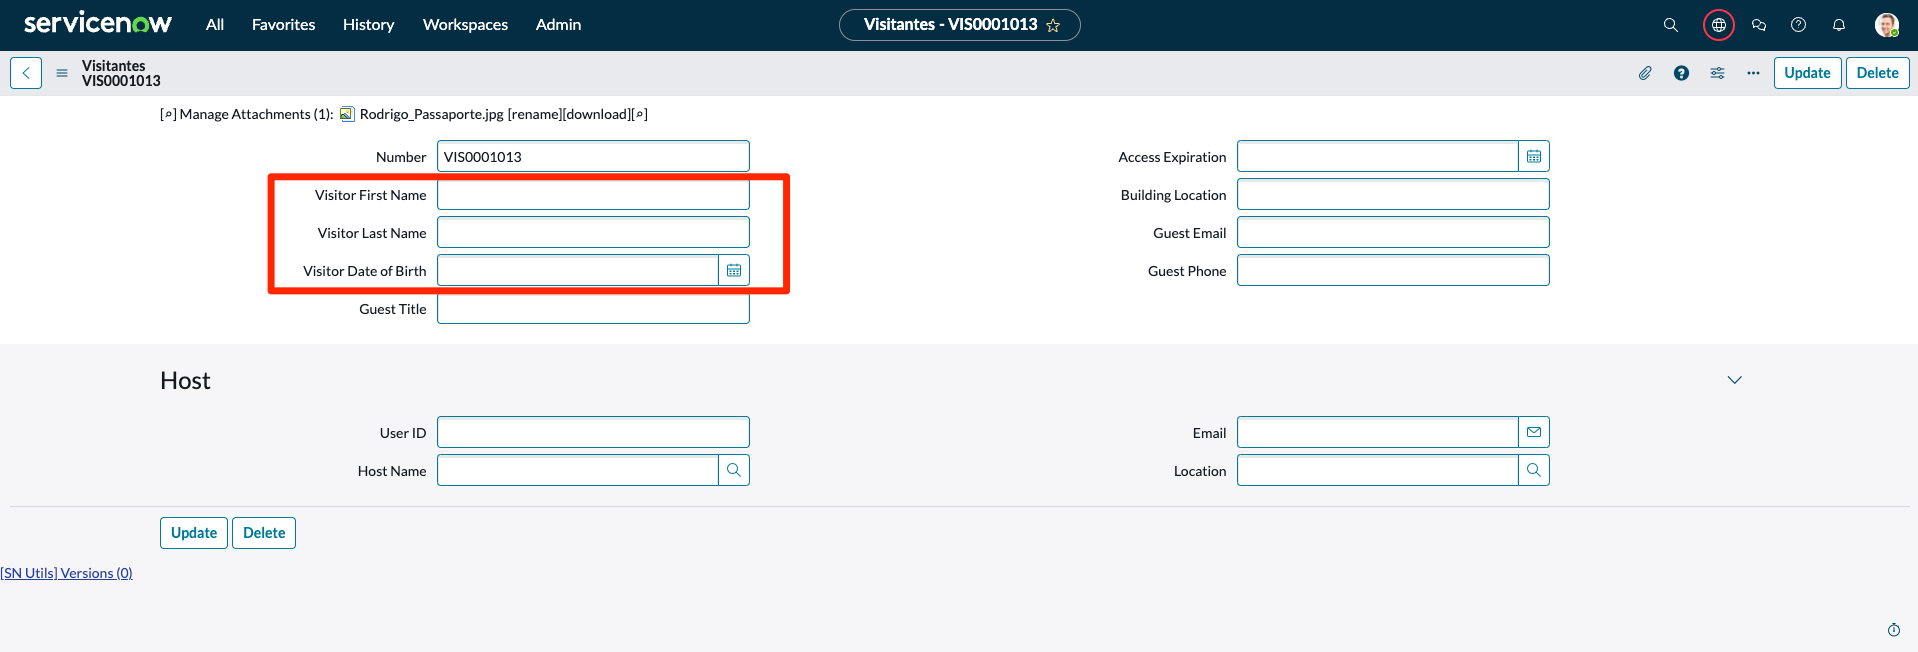 servicenow All Favorites History Workspaces Admin Visitantes - VIS0001013
Visitantes
VIS0001013
Update Delete
[⌕] Manage Attachments (1): Rodrigo_Passaporte.jpg [rename][download][⌕]
Number VIS0001013
Access Expiration
Visitor First Name
Building Location
Visitor Last Name
Guest Email
Visitor Date of Birth
Guest Phone
Guest Title
Host
User ID
Email
Host Name
Location
Update Delete
[SN Utils] Versions (0)